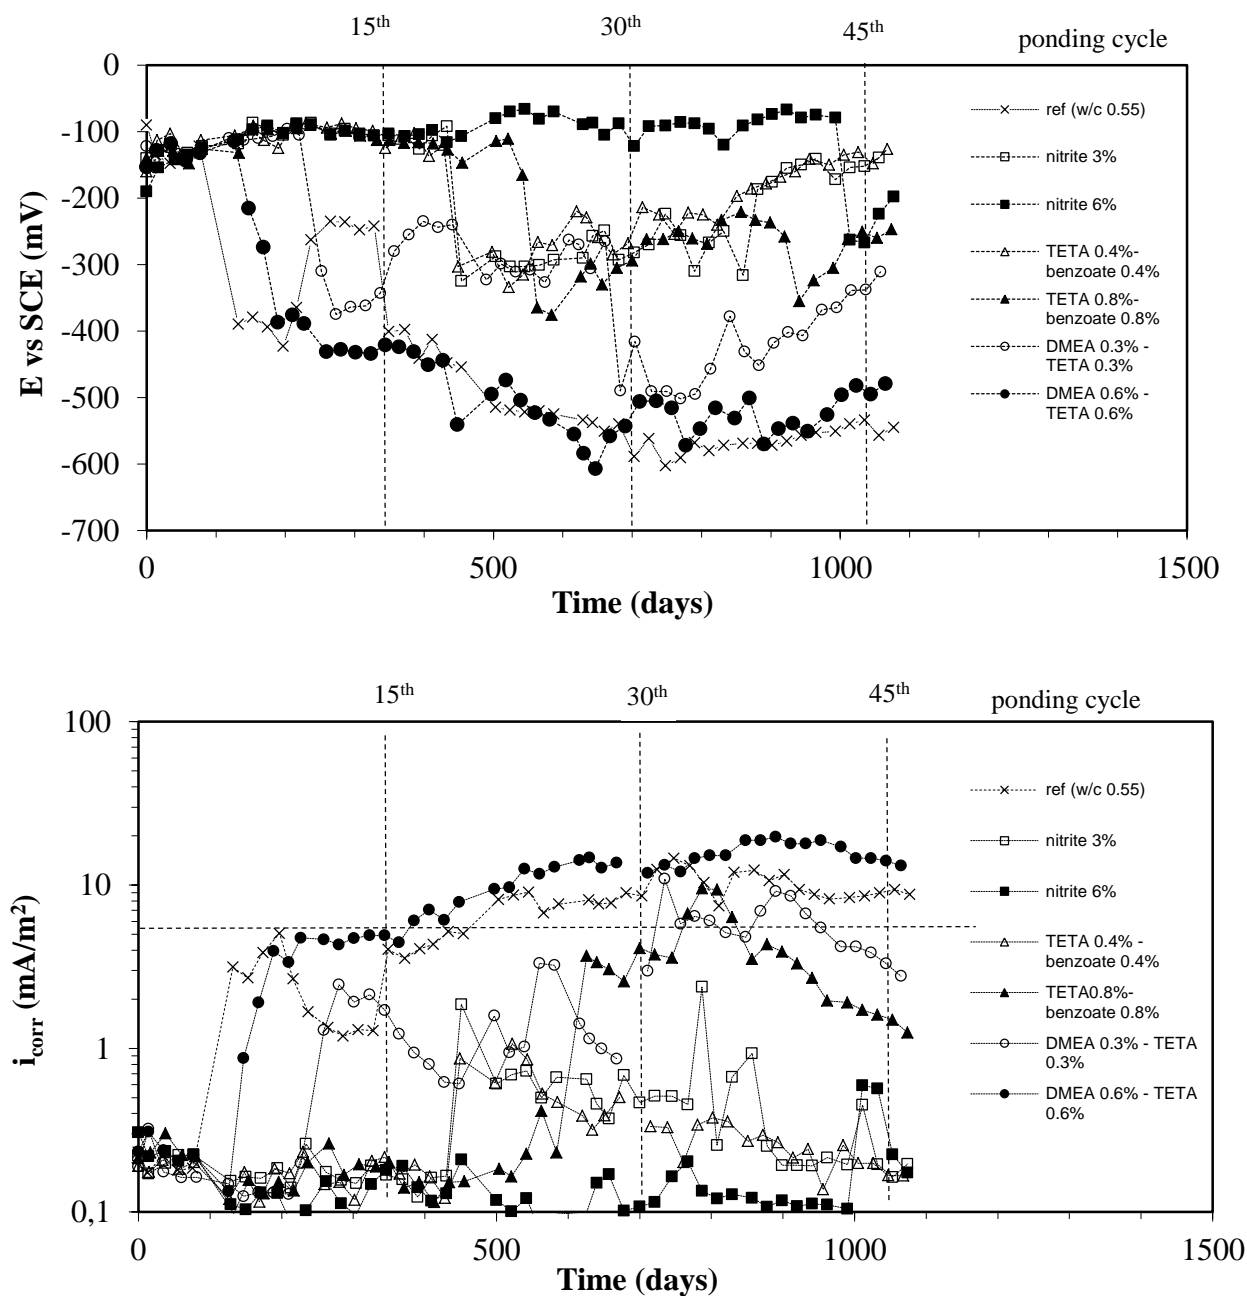 15th
30th
45th
ponding cycle
0
-100
-200
-300
-400
-500
-600
-700
E vs SCE (mV)
0
500
1000
1500
Time (days)
ref (w/c 0.55)
nitrite 3%
nitrite 6%
TETA 0.4%-
benzoate 0.4%
TETA 0.8%-
benzoate 0.8%
DMEA 0.3% -
TETA 0.3%
DMEA 0.6% -
TETA 0.6%
15th
30th
45th
ponding cycle
100
10
1
0,1
icorr (mA/m2)
0
500
1000
1500
Time (days)
ref (w/c 0.55)
nitrite 3%
nitrite 6%
TETA 0.4% -
benzoate 0.4%
TETA0.8%-
benzoate 0.8%
DMEA 0.3% - TETA
0.3%
DMEA 0.6% - TETA
0.6%